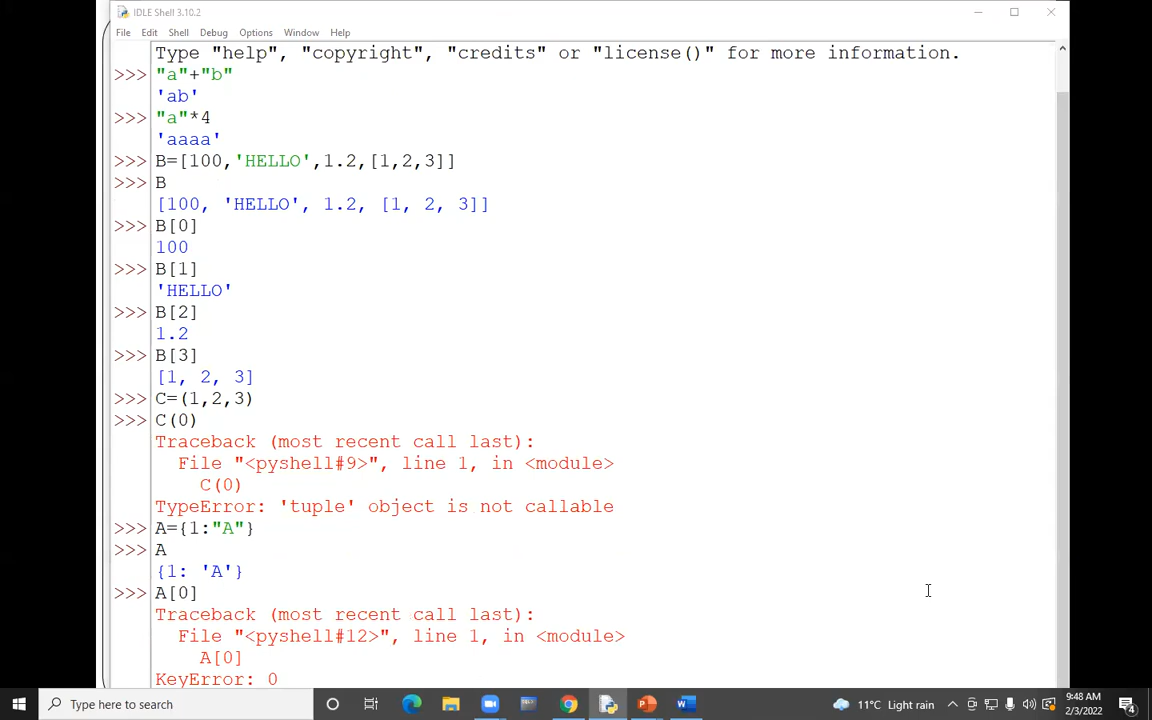 IDLE Shell 3.10.2
File Edit Shell Debug Options Window Help
Type "help", "copyright", "credits" or "license()" for more information.
>>> "a"+"b"
'ab'
>>> "a"*4
'aaaa'
>>> B=[100,'HELLO',1.2,[1,2,3]]
>>> B
[100, 'HELLO', 1.2, [1, 2, 3]]
>>> B[0]
100
>>> B[1]
'HELLO'
>>> B[2]
1.2
>>> B[3]
[1, 2, 3]
>>> C=(1,2,3)
>>> C(0)
Traceback (most recent call last):
File "<pyshell#9>", line 1, in <module>
C(0)
TypeError: 'tuple' object is not callable
>>> A={1:"A"}
>>> A
{1: 'A'}
>>> A[0]
Traceback (most recent call last):
File "<pyshell#12>", line 1, in <module>
A[0]
KeyError: 0
Type here to search
11°C Light rain
9:48 AM
2/3/2022
4